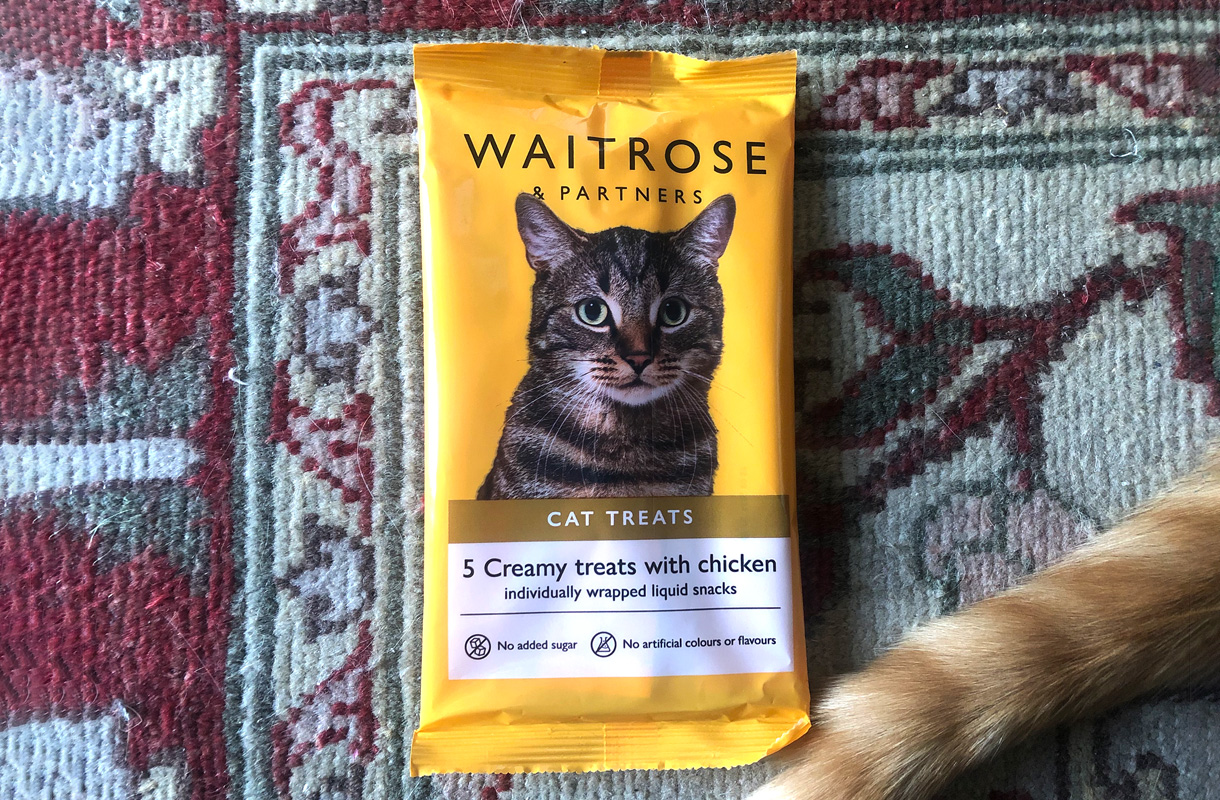 WAITROSE
& PARTNERS
CAT TREATS
5 Creamy treats with chicken
individually wrapped liquid snacks
No added sugar No artificial colours or flavours